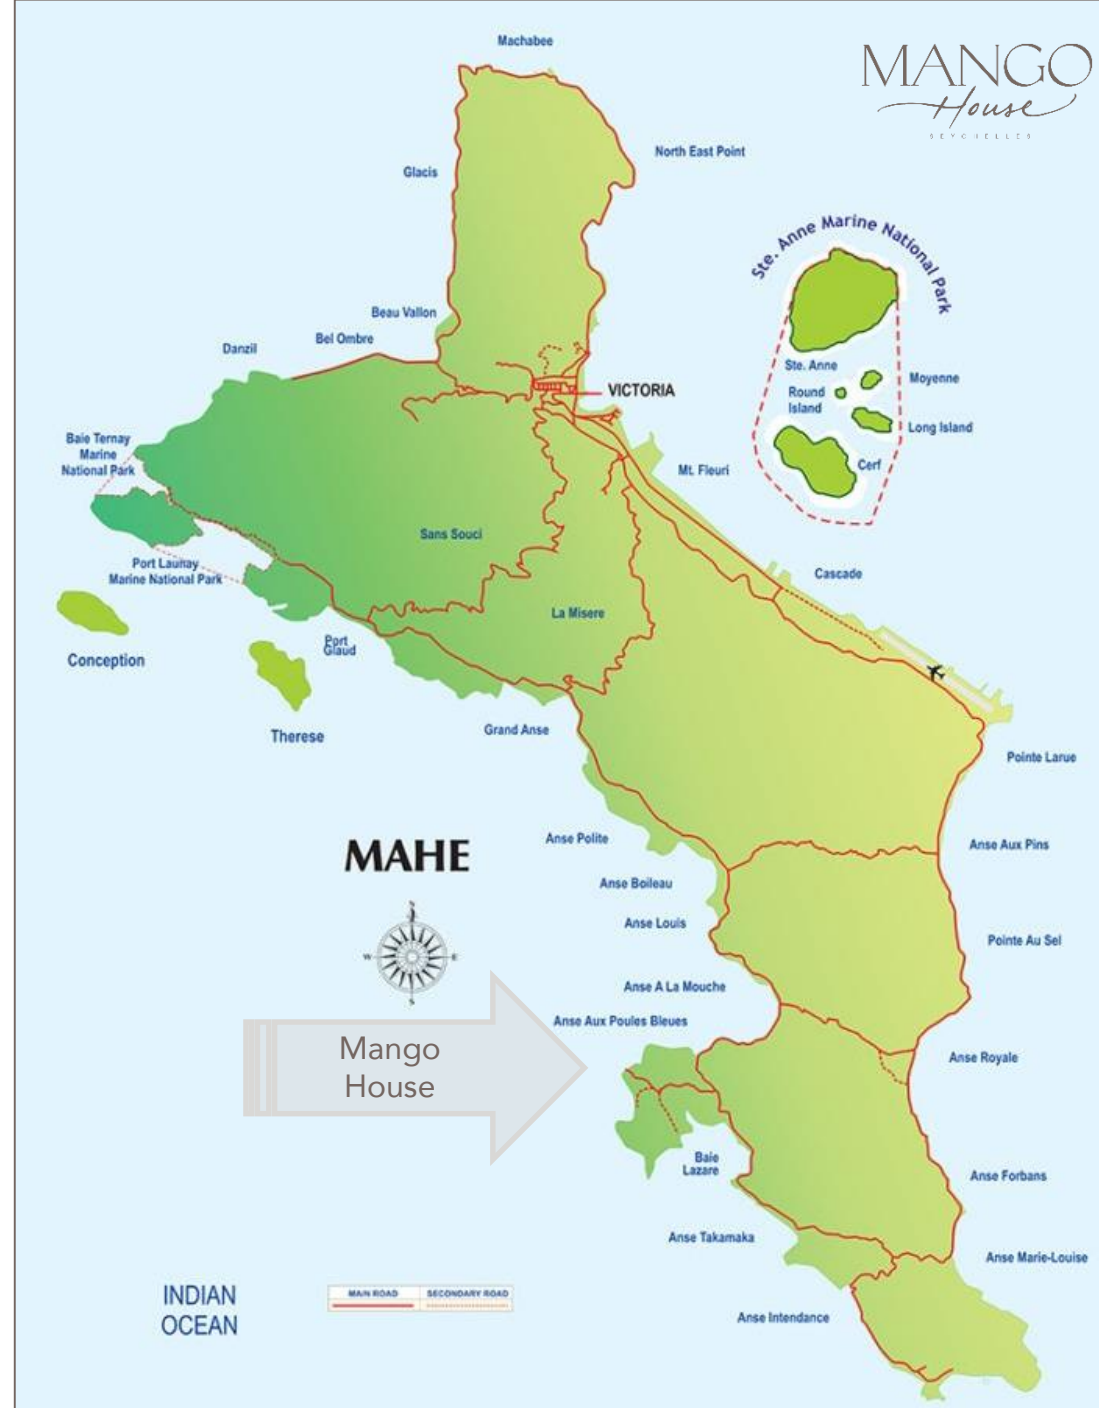 Machabee
MANGO
House
SEYCHELLES
North East Point
Glacis
Ste. Anne Marine National Park
Beau Vallon
Bel Ombre
Danzil
Ste. Anne
Moyenne
Round
Island
VICTORIA
Long Island
Baie Ternay
Marine
National Park
Mt. Fleuri
Cerf
Sans Souci
Port Launay
Marine National Park
Cascade
La Misere
Port
Glaud
Conception
Therese
Grand Anse
Pointe Larue
Anse Polite
Anse Aux Pins
MAHE
Anse Boileau
N
Anse Louis
Pointe Au Sel
W
E
S
Anse A La Mouche
Anse Aux Poules Bleues
Mango
House
Anse Royale
Baie
Lazare
Anse Forbans
Anse Takamaka
Anse Marie-Louise
INDIAN
OCEAN
MAIN ROAD
SECONDARY ROAD
Anse Intendance